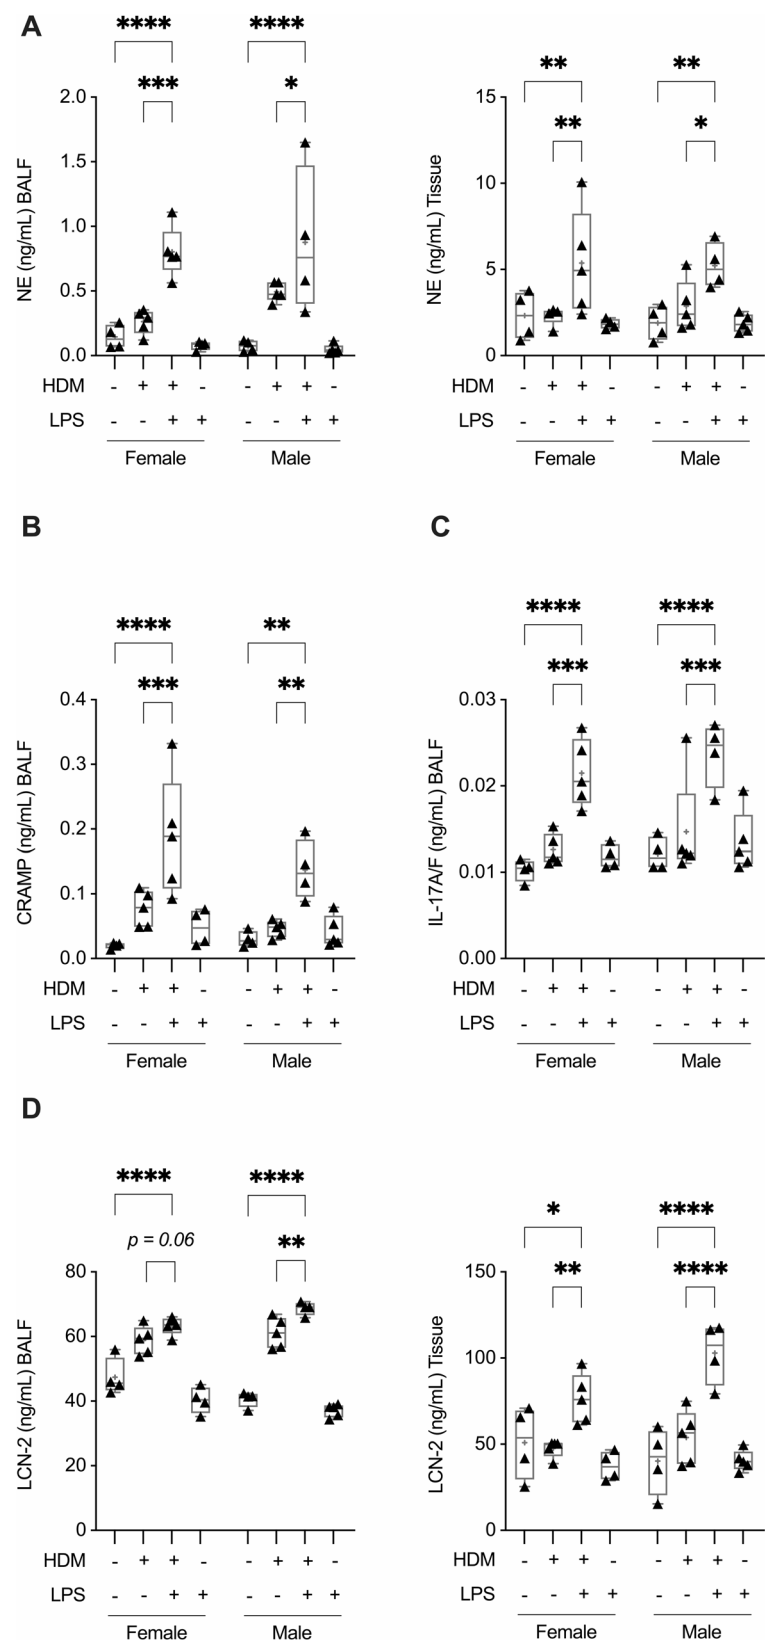 A
**** **** ** **
*** * ** *
NE (ng/mL) BALF
2.0
1.5
1.0
0.5
0.0
HDM - + + - - + + -
LPS - - + + - - + +
Female Male
NE (ng/mL) Tissue
15
10
5
0
HDM - + + - - + + -
LPS - - + + - - + +
Female Male
B
**** **
*** **
CRAMP (ng/mL) BALF
0.4
0.3
0.2
0.1
0.0
HDM - + + - - + + -
LPS - - + + - - + +
Female Male
C
**** ****
*** ***
IL-17A/F (ng/mL) BALF
0.03
0.02
0.01
0.00
HDM - + + - - + + -
LPS - - + + - - + +
Female Male
D
**** ****
p = 0.06 **
LCN-2 (ng/mL) BALF
80
60
40
20
0
HDM - + + - - + + -
LPS - - + + - - + +
Female Male
* ****
** ****
LCN-2 (ng/mL) Tissue
150
100
50
0
HDM - + + - - + + -
LPS - - + + - - + +
Female Male